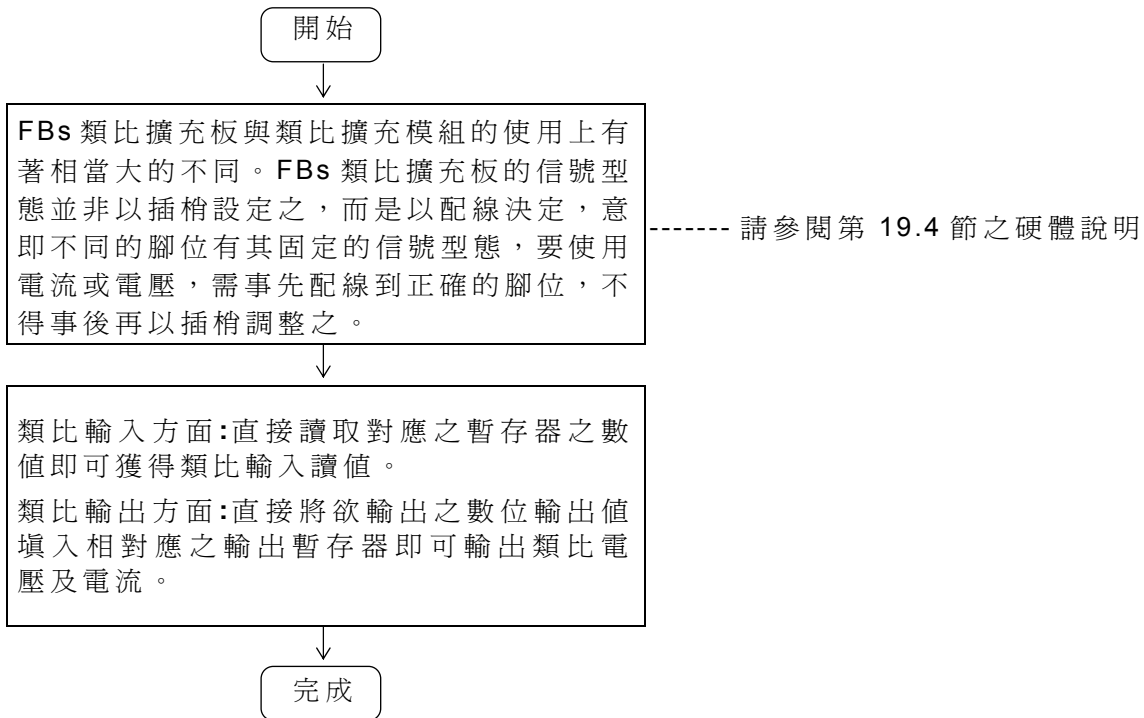 開始
FBs 類比擴充板與類比擴充模組的使用上有
著相當大的不同。FBs 類比擴充板的信號型
態並非以插梢設定之，而是以配線決定，意
即不同的腳位有其固定的信號型態，要使用
電流或電壓，需事先配線到正確的腳位，不
得事後再以插梢調整之。
------- 請參閱第 19.4 節之硬體說明
類比輸入方面:直接讀取對應之暫存器之數
值即可獲得類比輸入讀值。
類比輸出方面:直接將欲輸出之數位輸出值
填入相對應之輸出暫存器即可輸出類比電
壓及電流。
完成